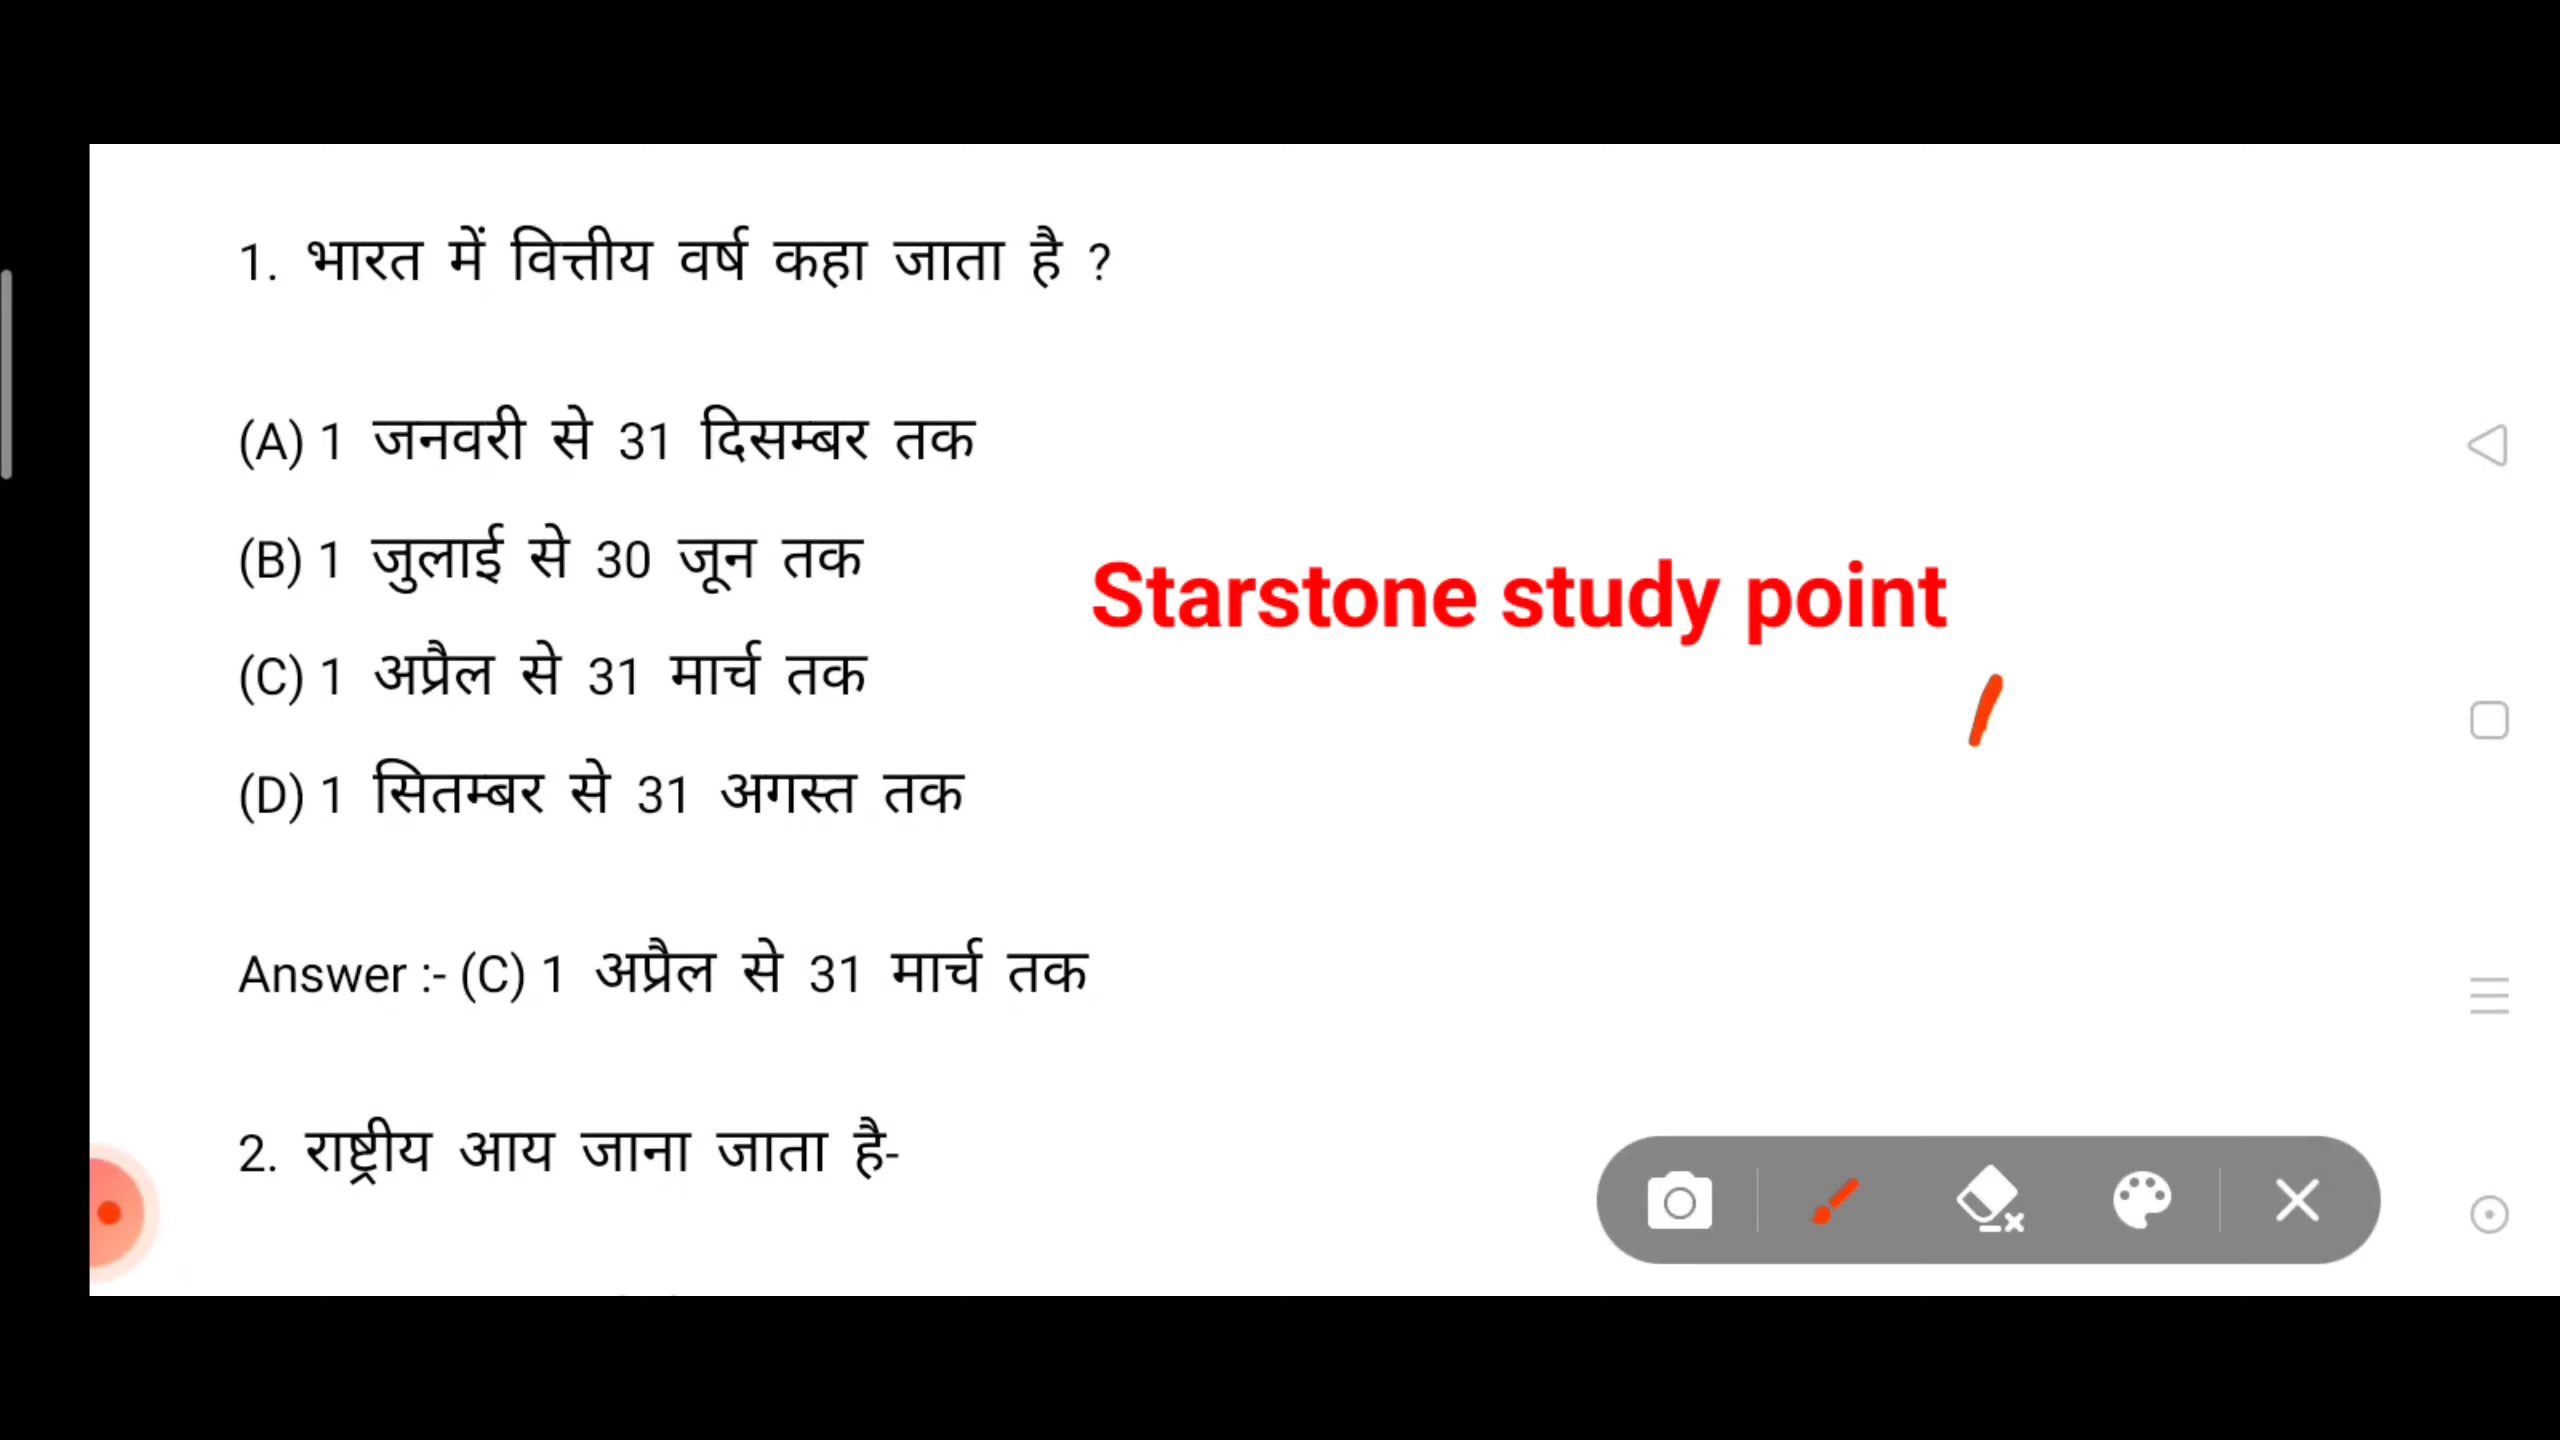 1. भारत में वित्तीय वर्ष कहा जाता है ?
(A) 1 जनवरी से 31 दिसम्बर तक
(B) 1 जुलाई से 30 जून तक
Starstone study point
(C) 1 अप्रैल से 31 मार्च तक
(D) 1 सितम्बर से 31 अगस्त तक
Answer :- (C) 1 अप्रैल से 31 मार्च तक
2. राष्ट्रीय आय जाना जाता है-